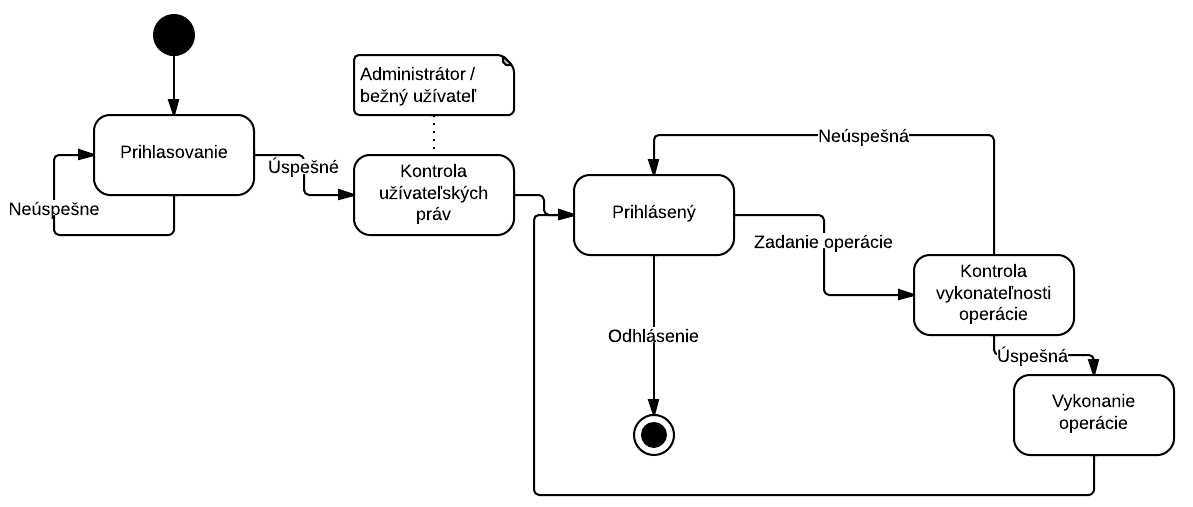 Administrátor /
bežný užívateľ
Prihlasovanie
Úspešné
Neúspešne
Kontrola
užívateľských
práv
Neúspešná
Prihlásený
Zadanie operácie
Kontrola
vykonateľnosti
operácie
Odhlásenie
Úspešná
Vykonanie
operácie